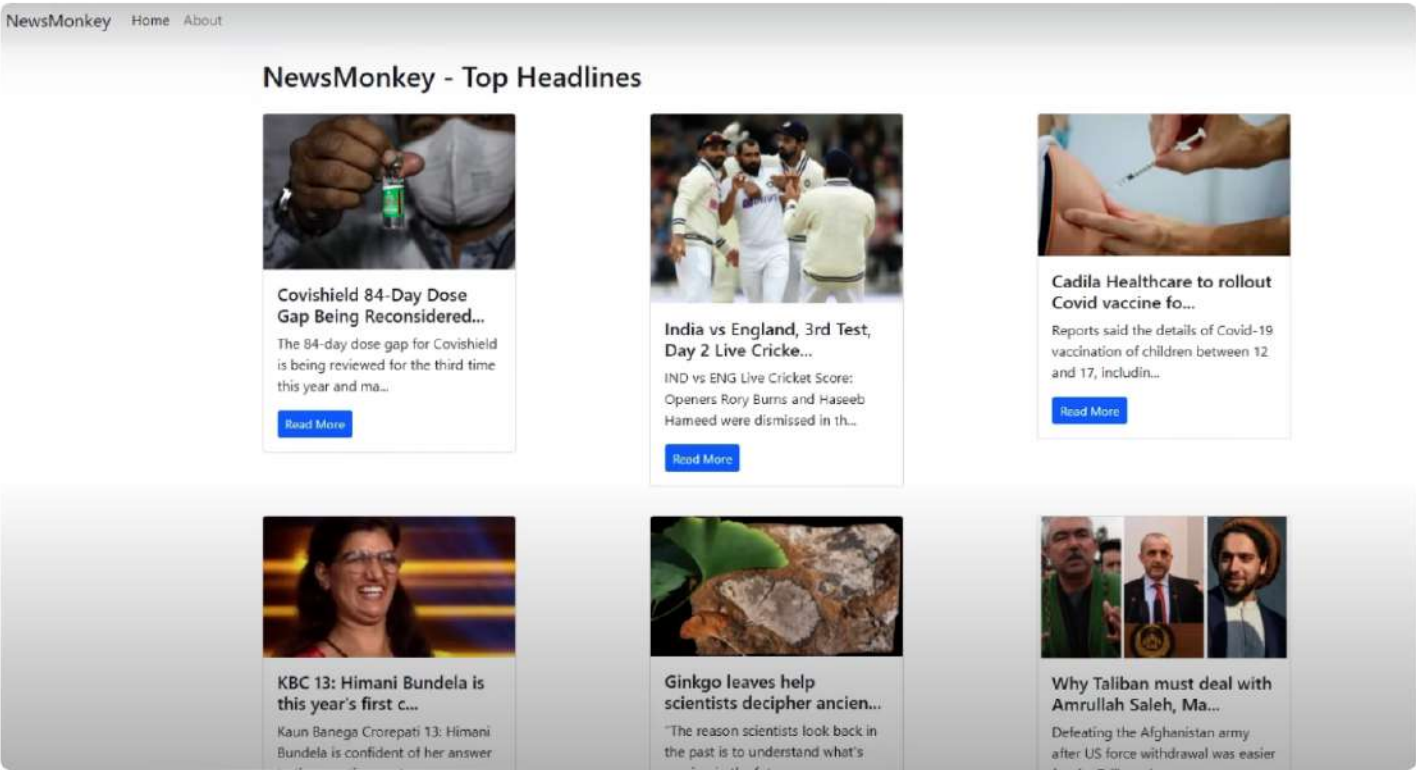 NewsMonkey Home About
NewsMonkey - Top Headlines
Covishield 84-Day Dose
Gap Being Reconsidered...
The 84-day dose gap for Covishield
is being reviewed for the third time
this year and ma...
Read More
India vs England, 3rd Test,
Day 2 Live Cricke...
IND vs ENG Live Cricket Score:
Openers Rory Burns and Haseeb
Hameed were dismissed in th...
Read More
Cadila Healthcare to rollout
Covid vaccine fo...
Reports said the details of Covid-19
vaccination of children between 12
and 17, includin...
Read More
KBC 13: Himani Bundela is
this year's first c...
Kaun Banega Crorepati 13: Himani
Bundela is confident of her answer
Ginkgo leaves help
scientists decipher ancien...
"The reason scientists look back in
the past is to understand what's
Why Taliban must deal with
Amrullah Saleh, Ma...
Defeating the Afghanistan army
after US force withdrawal was easier